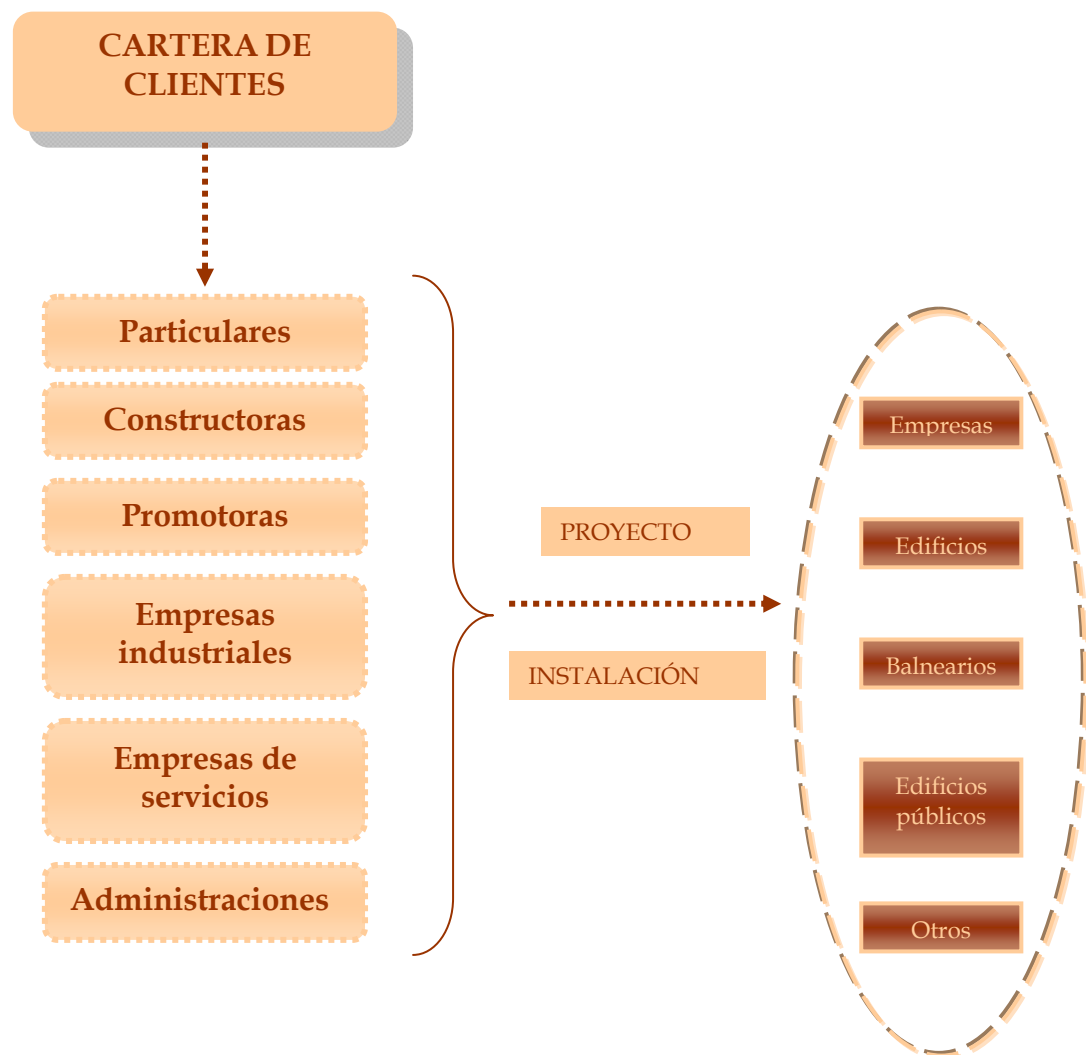 CARTERA DE
CLIENTES
Particulares
Constructoras
Promotoras
Empresas
industriales
Empresas de
servicios
Administraciones
PROYECTO
INSTALACIÓN
Empresas
Edificios
Balnearios
Edificios
públicos
Otros